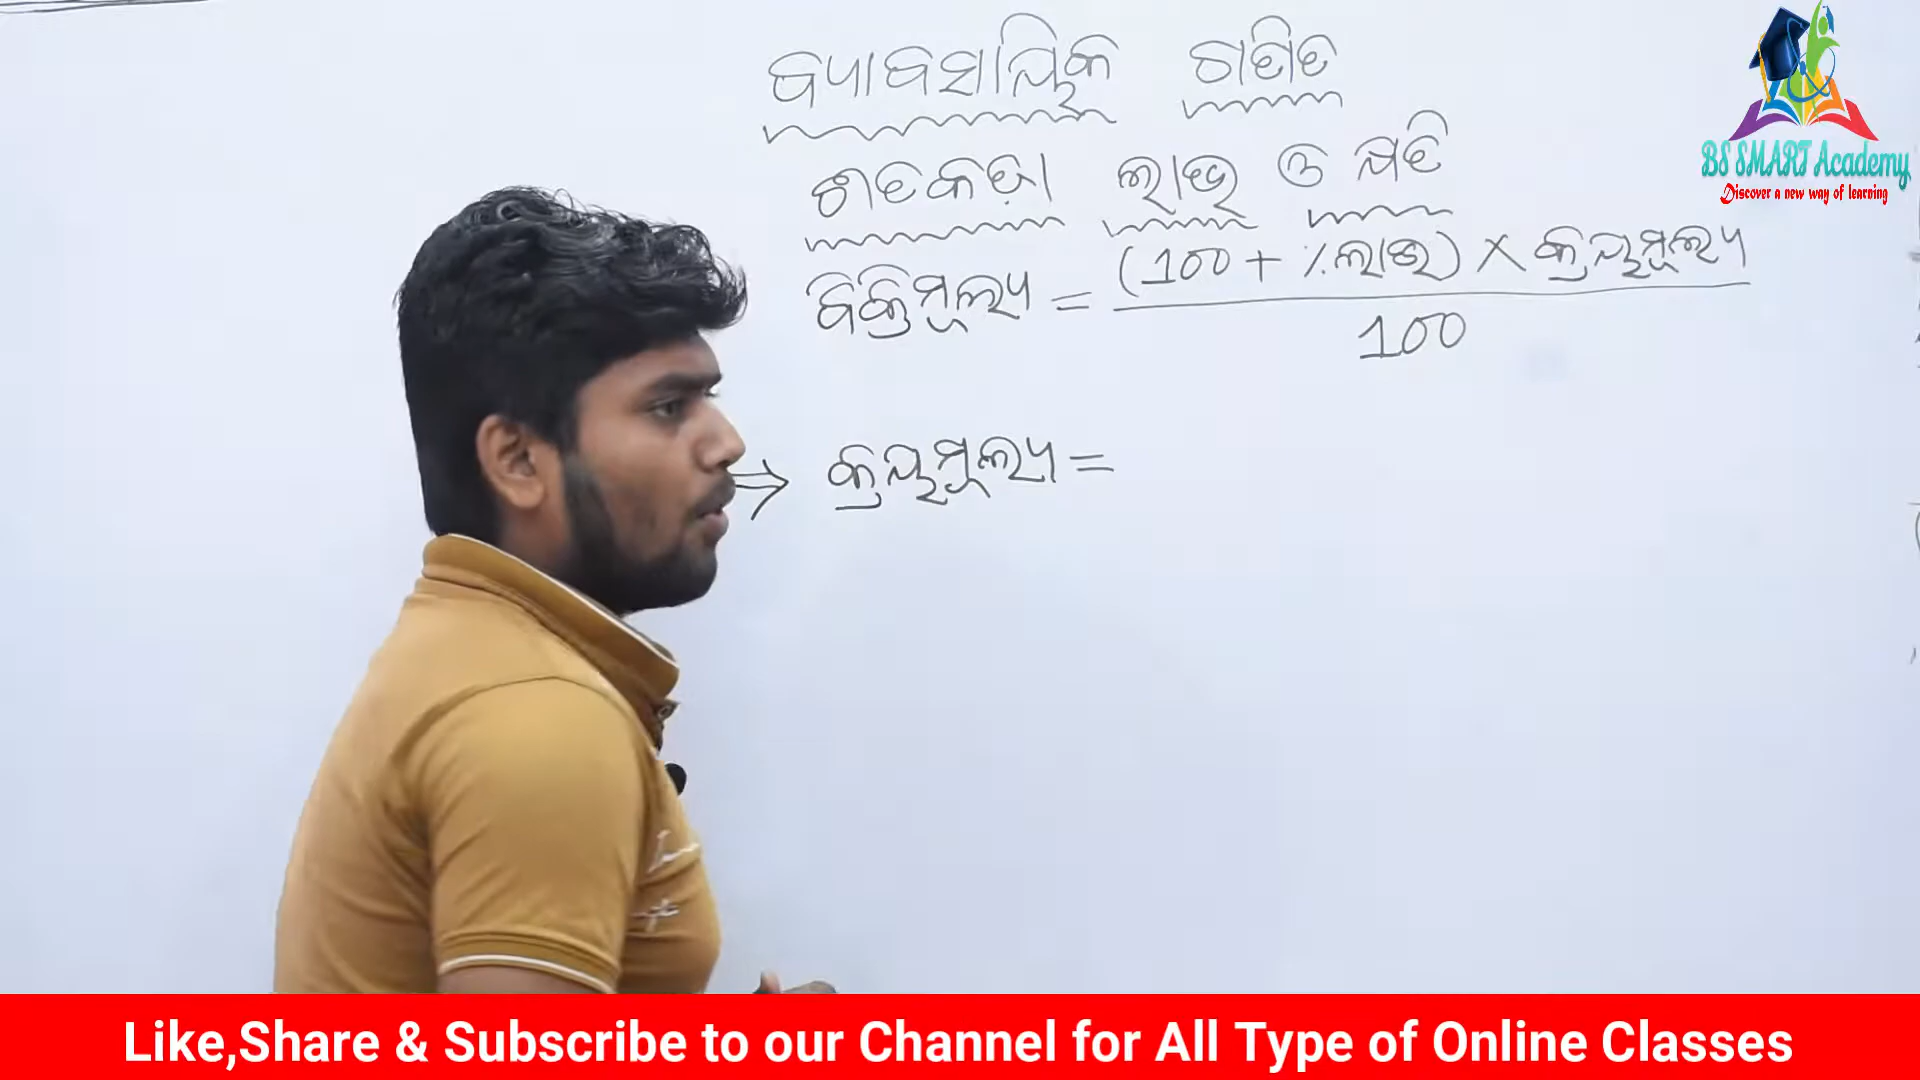 ବ୍ୟାବସାୟିକ ଗଣିତ
ଶତକଡ଼ା ଲାଭ ଓ କ୍ଷତି
ବିକ୍ରିମୂଲ୍ୟ = (100 + % ଲାଭ) × କ୍ରୟମୂଲ୍ୟ
100
⇒ କ୍ରୟମୂଲ୍ୟ =
BS SMART Academy
Discover a new way of learning
Like,Share & Subscribe to our Channel for All Type of Online Classes